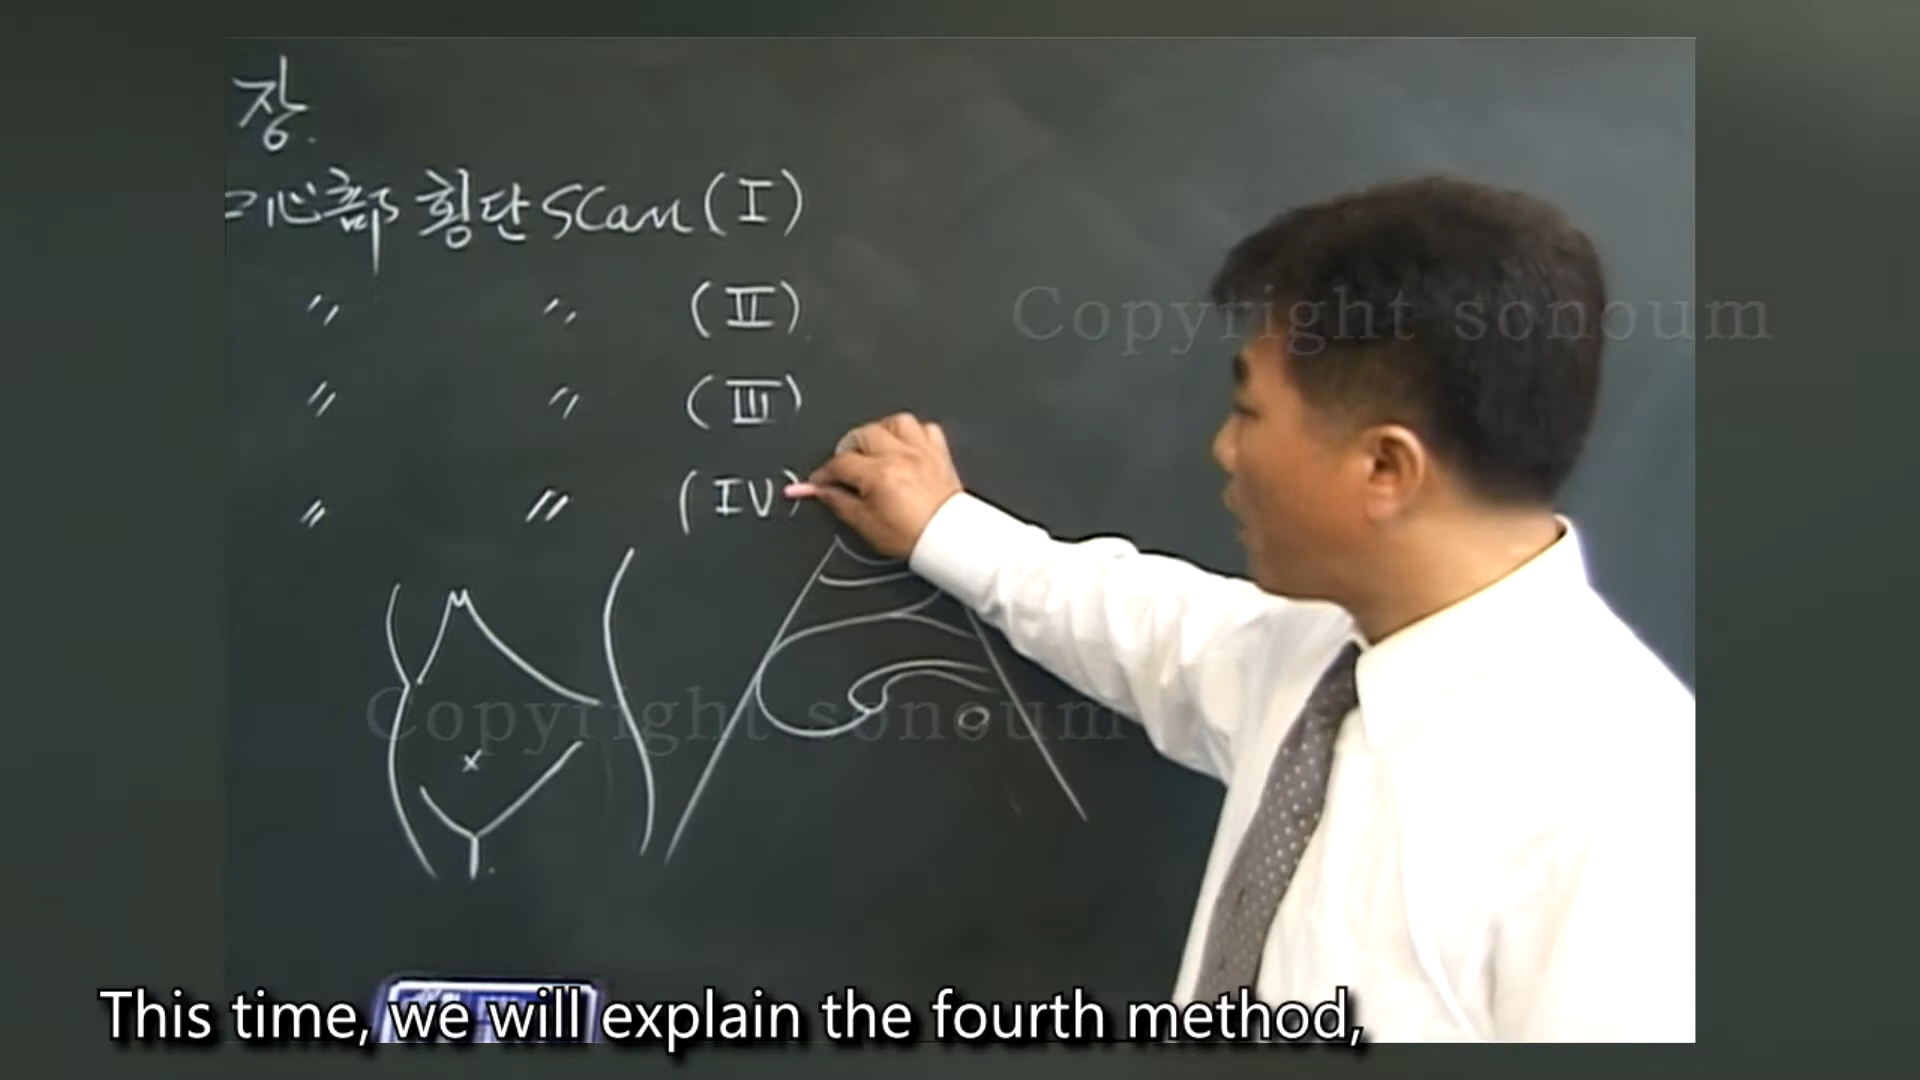 장.
心部 횡단 Scan (I)
〃 〃 (II)
〃 〃 (III)
〃 〃 (IV)
Copyright sonoum
Copyright sonoum
This time, we will explain the fourth method,